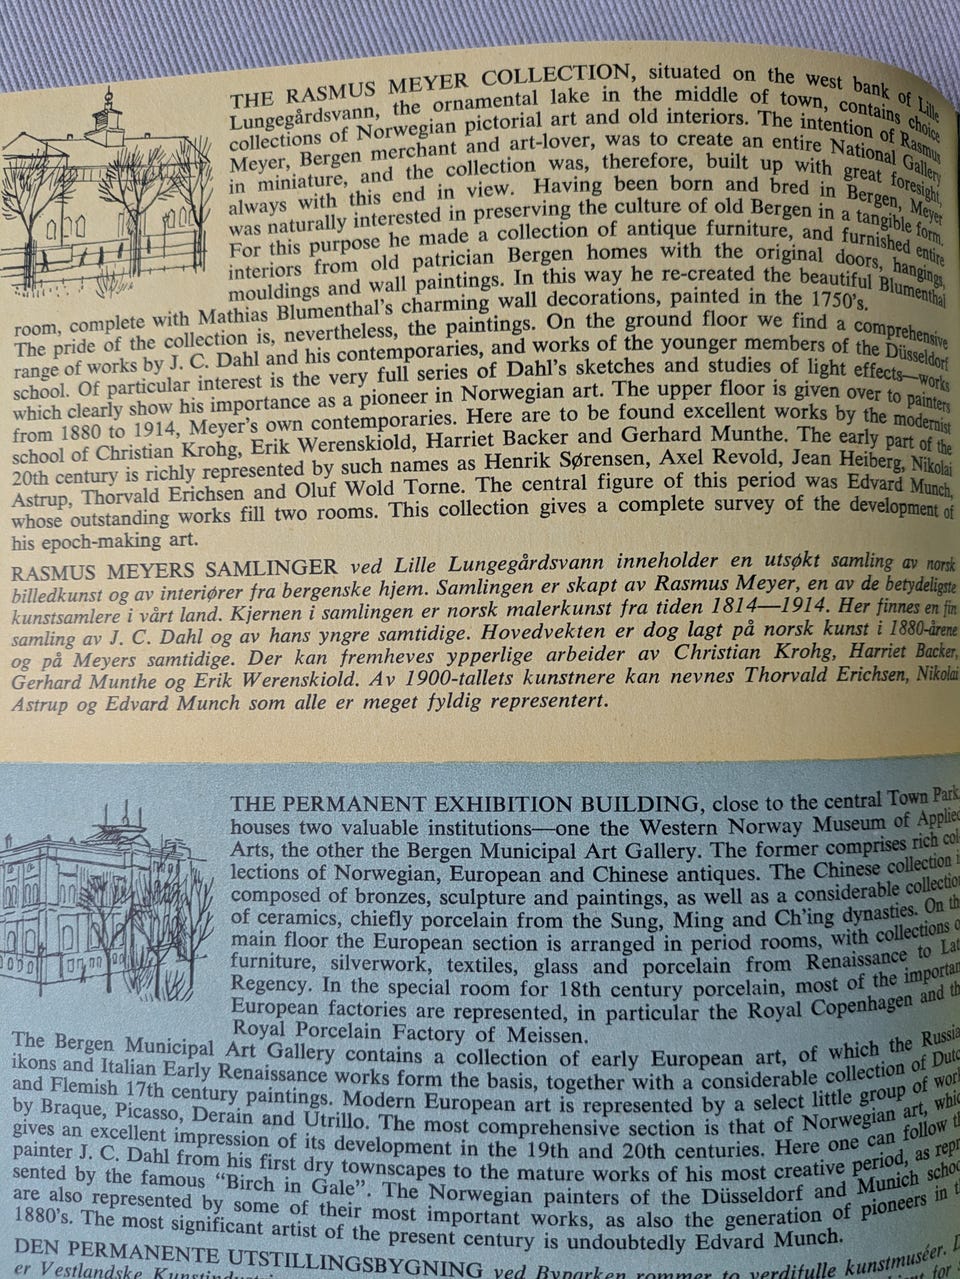 THE RASMUS MEYER COLLECTION, situated on the west bank of Lille
Lungegårdsvann, the ornamental lake in the middle of town, contains choice
collections of Norwegian pictorial art and old interiors. The intention of Rasmus
Meyer, Bergen merchant and art-lover, was to create an entire National Gallery
in miniature, and the collection was, therefore, built up with great foresight,
always with this end in view. Having been born and bred in Bergen, Meyer
was naturally interested in preserving the culture of old Bergen in a tangible form.
For this purpose he made a collection of antique furniture, and furnished entire
interiors from old patrician Bergen homes with the original doors, hangings,
mouldings and wall paintings. In this way he re-created the beautiful Blumenthal
room, complete with Mathias Blumenthal's charming wall decorations, painted in the 1750's.
The pride of the collection is, nevertheless, the paintings. On the ground floor we find a comprehensive
range of works by J. C. Dahl and his contemporaries, and works of the younger members of the Düsseldorf
school. Of particular interest is the very full series of Dahl's sketches and studies of light effects—works
which clearly show his importance as a pioneer in Norwegian art. The upper floor is given over to painters
from 1880 to 1914, Meyer's own contemporaries. Here are to be found excellent works by the modernist
school of Christian Krohg, Erik Werenskiold, Harriet Backer and Gerhard Munthe. The early part of the
20th century is richly represented by such names as Henrik Sørensen, Axel Revold, Jean Heiberg, Nikolai
Astrup, Thorvald Erichsen and Oluf Wold Torne. The central figure of this period was Edvard Munch,
whose outstanding works fill two rooms. This collection gives a complete survey of the development of
his epoch-making art.
RASMUS MEYERS SAMLINGER ved Lille Lungegårdsvann inneholder en utsøkt samling av norsk
billedkunst og av interiører fra bergenske hjem. Samlingen er skapt av Rasmus Meyer, en av de betydeligste
kunstsamlere i vårt land. Kjernen i samlingen er norsk malerkunst fra tiden 1814—1914. Her finnes en fin
samling av J. C. Dahl og av hans yngre samtidige. Hovedvekten er dog lagt på norsk kunst i 1880-årene
og på Meyers samtidige. Der kan fremheves ypperlige arbeider av Christian Krohg, Harriet Backer,
Gerhard Munthe og Erik Werenskiold. Av 1900-tallets kunstnere kan nevnes Thorvald Erichsen, Nikolai
Astrup og Edvard Munch som alle er meget fyldig representert.
THE PERMANENT EXHIBITION BUILDING, close to the central Town Park,
houses two valuable institutions—one the Western Norway Museum of Applied
Arts, the other the Bergen Municipal Art Gallery. The former comprises rich col-
lections of Norwegian, European and Chinese antiques. The Chinese collection i
composed of bronzes, sculpture and paintings, as well as a considerable collectio
of ceramics, chiefly porcelain from the Sung, Ming and Ch'ing dynasties. On th
main floor the European section is arranged in period rooms, with collections o
furniture, silverwork, textiles, glass and porcelain from Renaissance to Lat
Regency. In the special room for 18th century porcelain, most of the importan
European factories are represented, in particular the Royal Copenhagen and th
Royal Porcelain Factory of Meissen.
The Bergen Municipal Art Gallery contains a collection of early European art, of which the Russia
ikons and Italian Early Renaissance works form the basis, together with a considerable collection of Dutc
and Flemish 17th century paintings. Modern European art is represented by a select little group of work
by Braque, Picasso, Derain and Utrillo. The most comprehensive section is that of Norwegian art, whic
gives an excellent impression of its development in the 19th and 20th centuries. Here one can follow th
painter J. C. Dahl from his first dry townscapes to the mature works of his most creative period, as repr
sented by the famous “Birch in Gale”. The Norwegian painters of the Düsseldorf and Munich schoo
are also represented by some of their most important works, as also the generation of pioneers in t
1880's. The most significant artist of the present century is undoubtedly Edvard Munch.
DEN PERMANENTE UTSTILLINGSBYGNING ved Byparken rommer to verdifulle kunstmuséer. D
er Vestlandske Kunstindustri